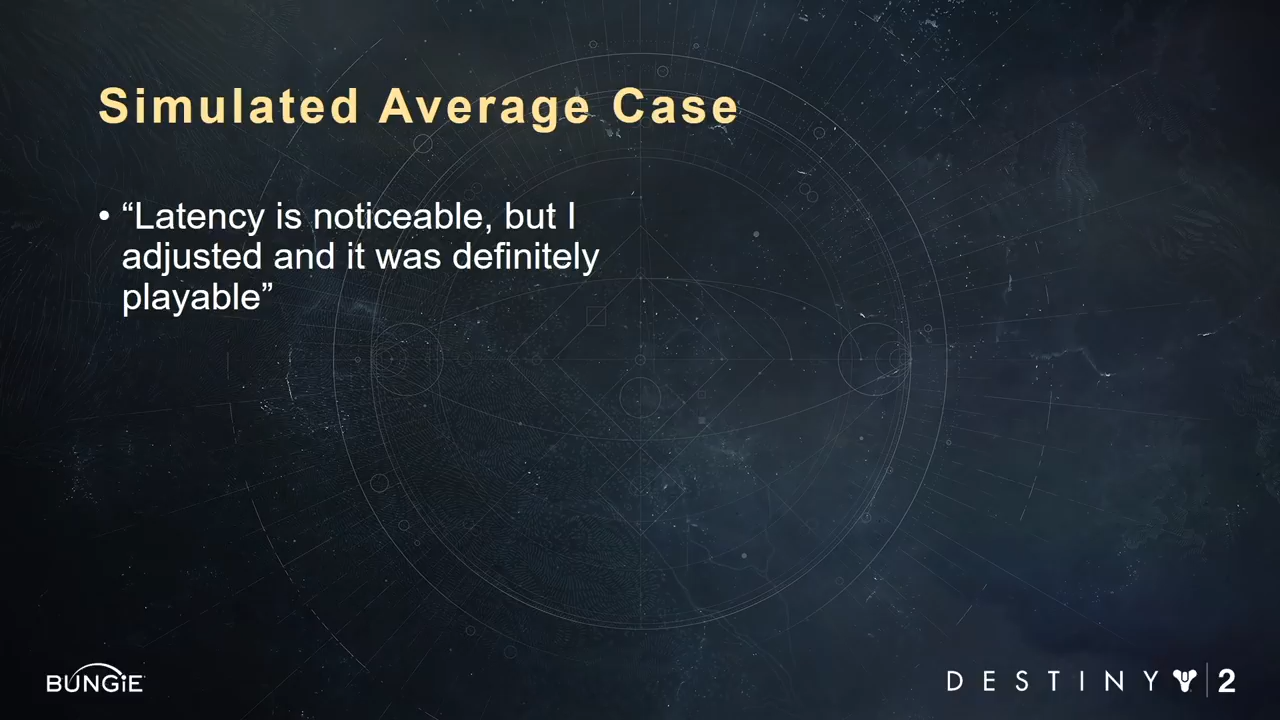 Simulated Average Case
• “Latency is noticeable, but I
adjusted and it was definitely
playable”
BUNGiE
DESTINY 2